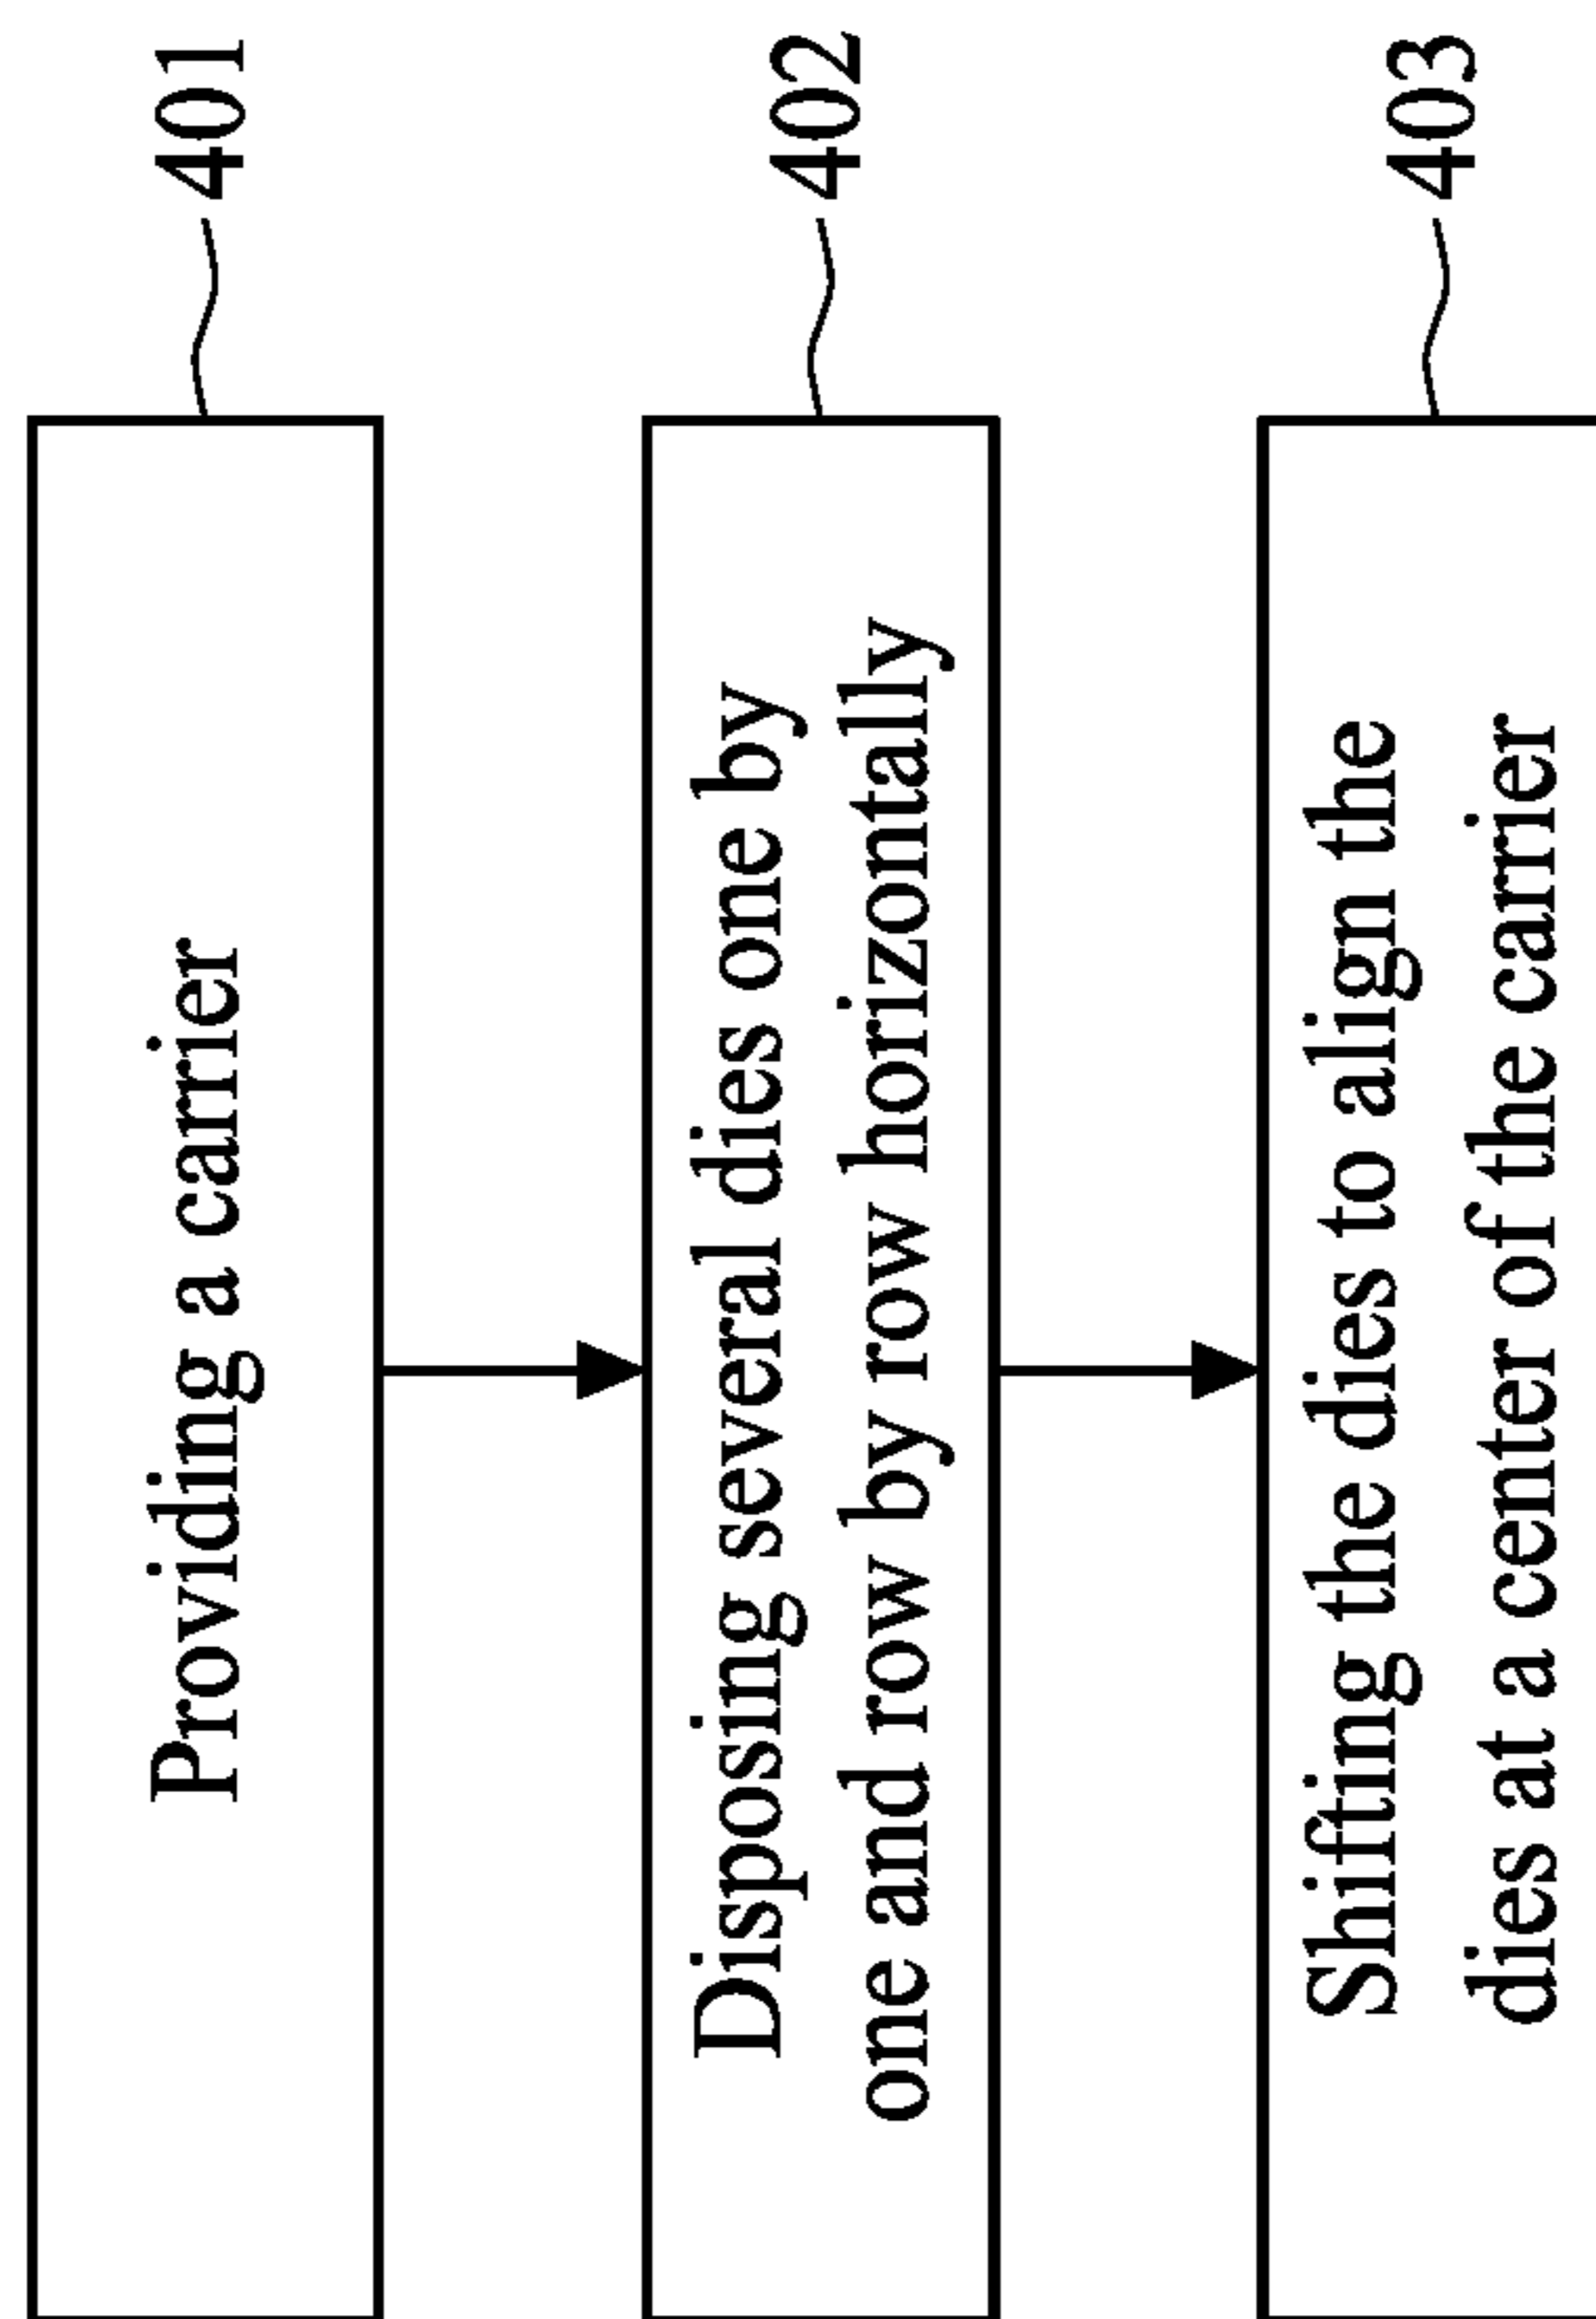 Providing a carrier
401
Disposing several dies one by
one and row by row horizontally
402
Shifting the dies to align the
dies at a center of the carrier
403